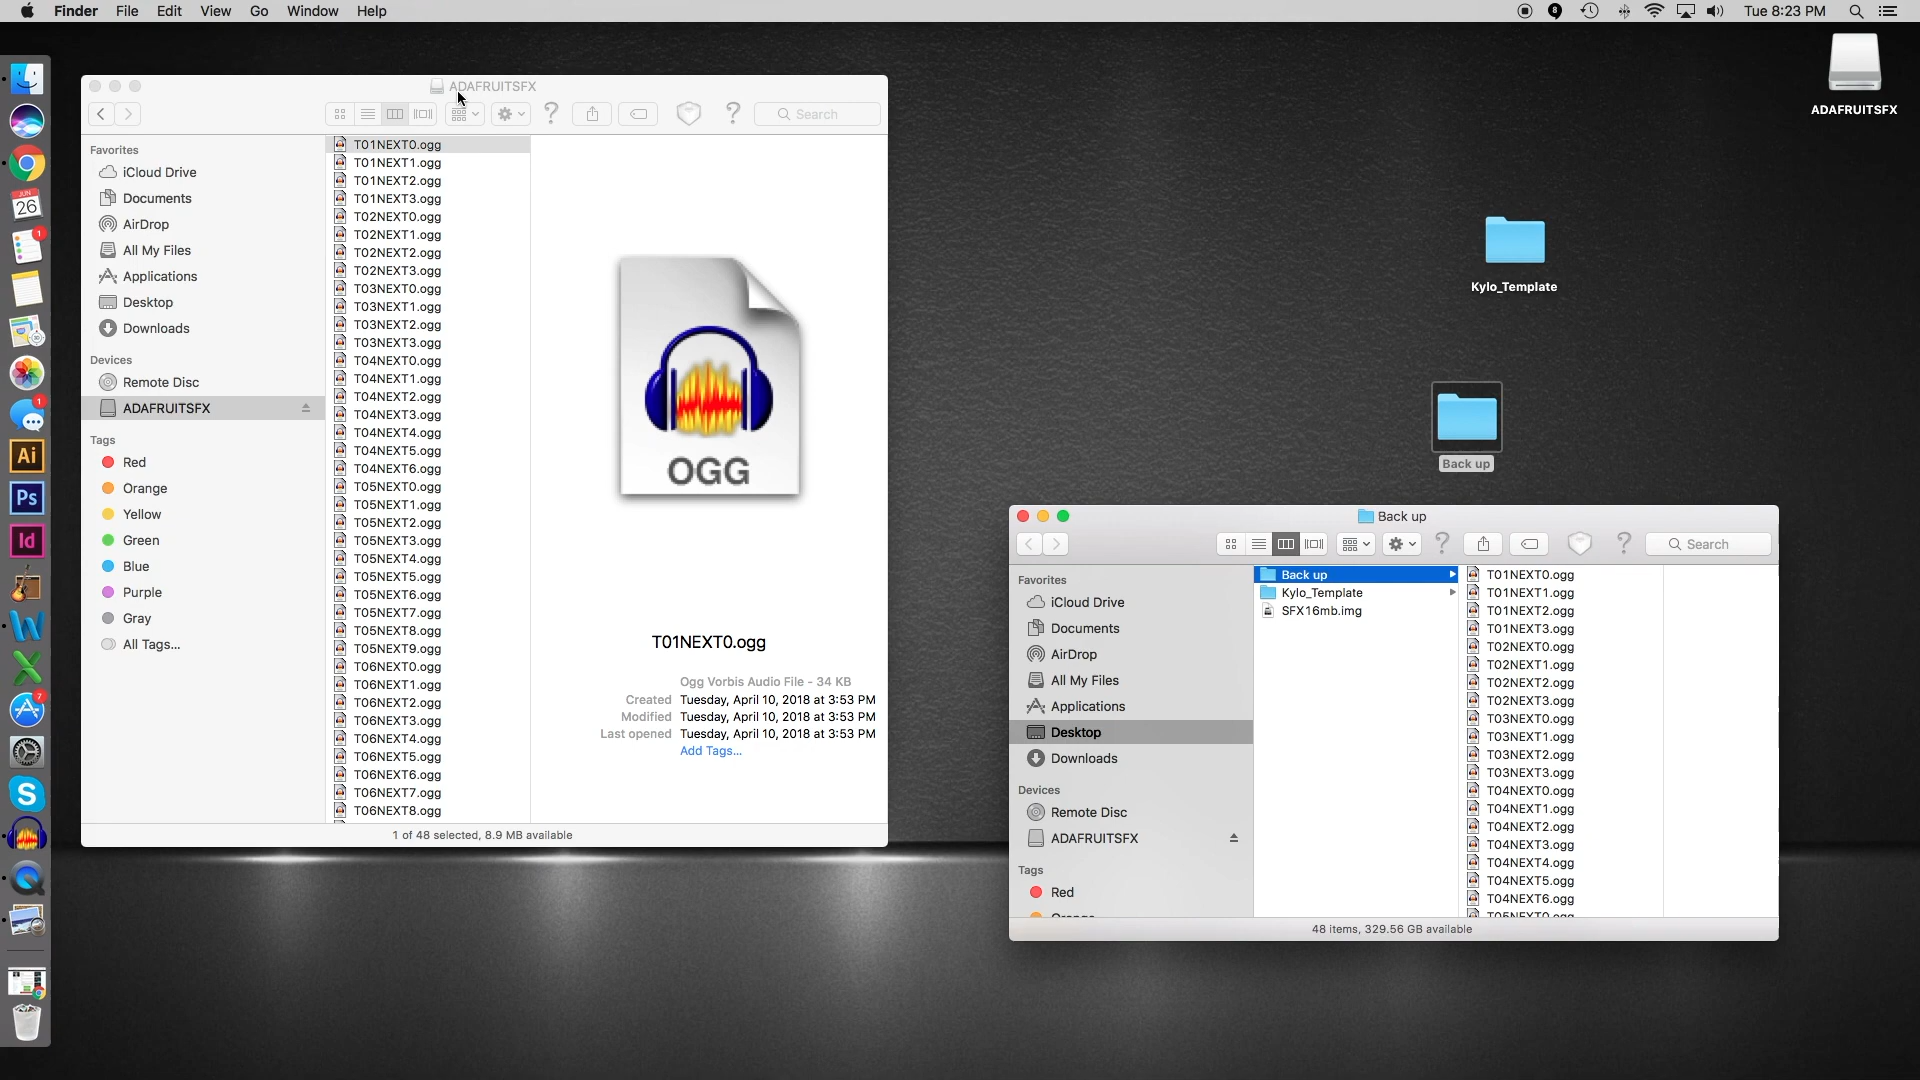 Finder File Edit View Go Window Help
8
Tue 8:23 PM
ADAFRUITSFX
JUN
26
1
1
Ai
Ps
Id
7
ADAFRUITSFX
Search
Favorites
iCloud Drive
Documents
AirDrop
All My Files
Applications
Desktop
Downloads
Devices
Remote Disc
ADAFRUITSFX
Tags
Red
Orange
Yellow
Green
Blue
Purple
Gray
All Tags...
T01NEXT0.ogg
T01NEXT1.ogg
T01NEXT2.ogg
T01NEXT3.ogg
T02NEXT0.ogg
T02NEXT1.ogg
T02NEXT2.ogg
T02NEXT3.ogg
T03NEXT0.ogg
T03NEXT1.ogg
T03NEXT2.ogg
T03NEXT3.ogg
T04NEXT0.ogg
T04NEXT1.ogg
T04NEXT2.ogg
T04NEXT3.ogg
T04NEXT4.ogg
T04NEXT5.ogg
T04NEXT6.ogg
T05NEXT0.ogg
T05NEXT1.ogg
T05NEXT2.ogg
T05NEXT3.ogg
T05NEXT4.ogg
T05NEXT5.ogg
T05NEXT6.ogg
T05NEXT7.ogg
T05NEXT8.ogg
T05NEXT9.ogg
T06NEXT0.ogg
T06NEXT1.ogg
T06NEXT2.ogg
T06NEXT3.ogg
T06NEXT4.ogg
T06NEXT5.ogg
T06NEXT6.ogg
T06NEXT7.ogg
T06NEXT8.ogg
OGG
T01NEXT0.ogg
Ogg Vorbis Audio File - 34 KB
Created Tuesday, April 10, 2018 at 3:53 PM
Modified Tuesday, April 10, 2018 at 3:53 PM
Last opened Tuesday, April 10, 2018 at 3:53 PM
Add Tags...
1 of 48 selected, 8.9 MB available
Kylo_Template
Back up
Back up
Search
Favorites
iCloud Drive
Documents
AirDrop
All My Files
Applications
Desktop
Downloads
Devices
Remote Disc
ADAFRUITSFX
Tags
Red
Orange
Back up
Kylo_Template
SFX16mb.img
T01NEXT0.ogg
T01NEXT1.ogg
T01NEXT2.ogg
T01NEXT3.ogg
T02NEXT0.ogg
T02NEXT1.ogg
T02NEXT2.ogg
T02NEXT3.ogg
T03NEXT0.ogg
T03NEXT1.ogg
T03NEXT2.ogg
T03NEXT3.ogg
T04NEXT0.ogg
T04NEXT1.ogg
T04NEXT2.ogg
T04NEXT3.ogg
T04NEXT4.ogg
T04NEXT5.ogg
T04NEXT6.ogg
T05NEXT0.ogg
48 items, 329.56 GB available